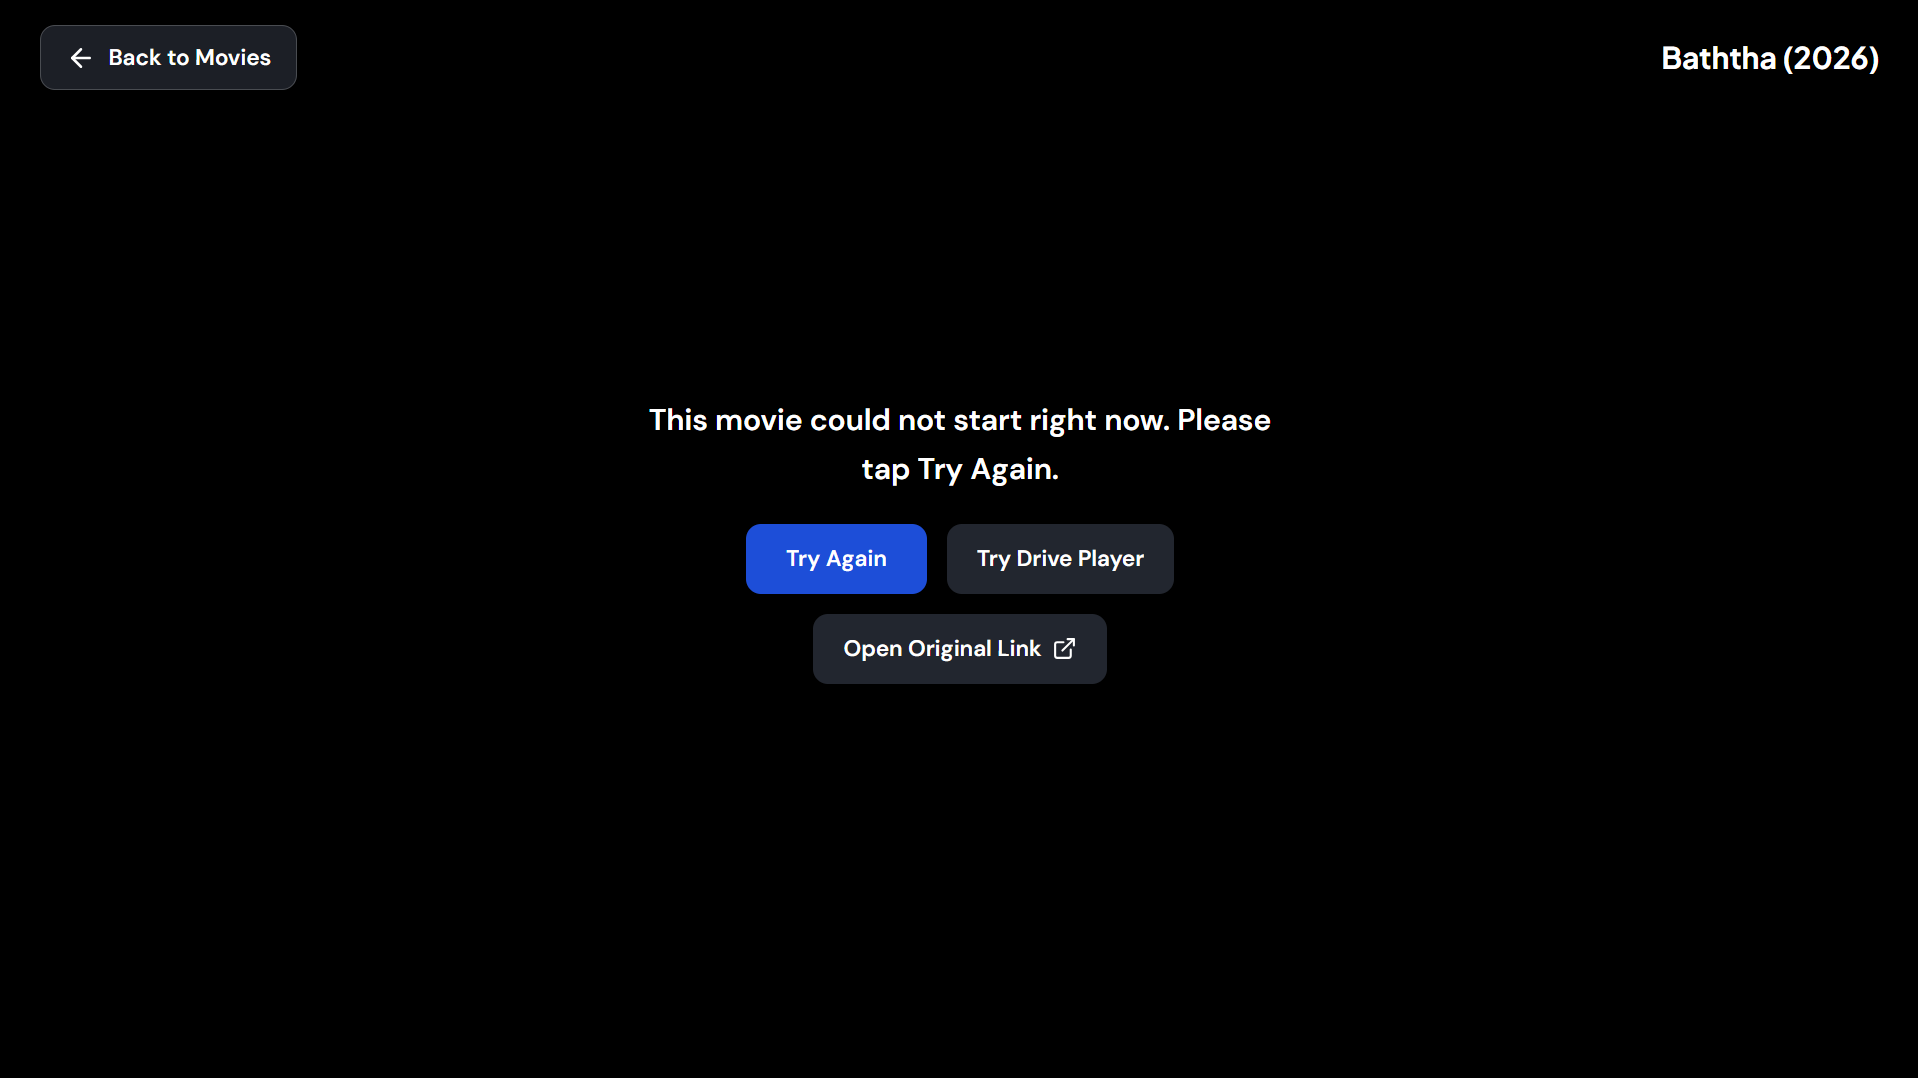 Back to Movies
Baththa (2026)
This movie could not start right now. Please
tap Try Again.
Try Again
Try Drive Player
Open Original Link